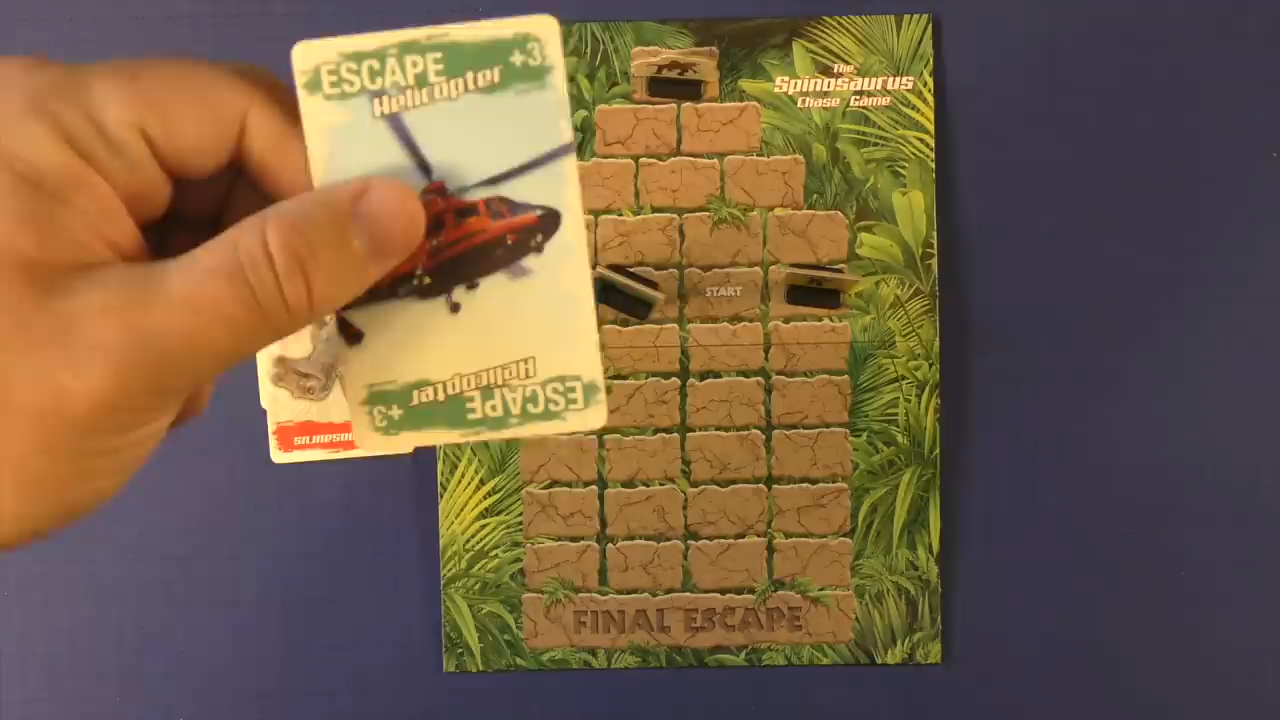 ESCAPE +3
Helicopter
The
Spinosaurus
Chase Game
START
Helicopter
ESCAPE +3
FINAL ESCAPE